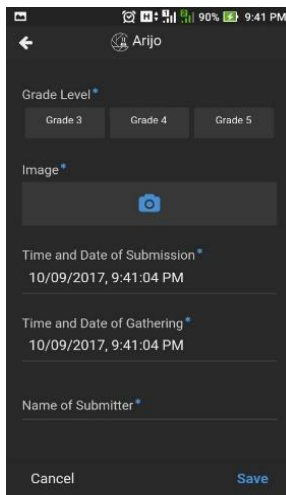 90% 9:41 PM
Arijo
Grade Level*
Grade 3 Grade 4 Grade 5
Image*
Time and Date of Submission*
10/09/2017, 9:41:04 PM
Time and Date of Gathering*
10/09/2017, 9:41:04 PM
Name of Submitter*
Cancel Save